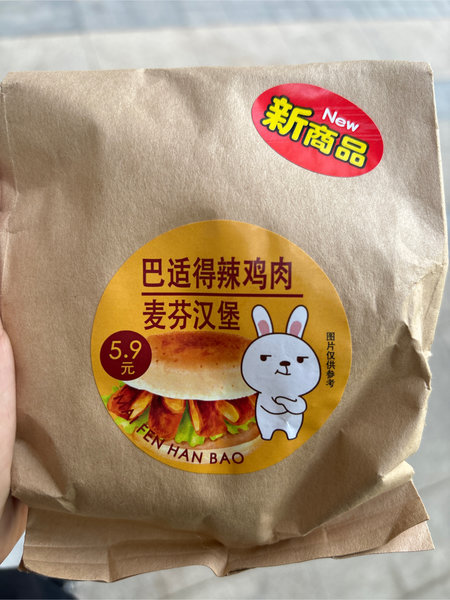 New
新商品
巴适得辣鸡肉
麦芬汉堡
5.9
元
图片仅供参考
MAI FEN HAN BAO